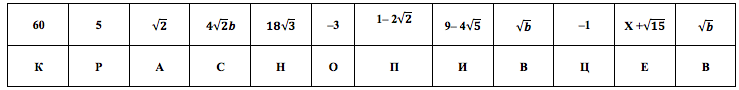 60 5 √2 4√2b 18√3 –3 1– 2√2 9– 4√5 √b –1 X +√15 √b
К Р А С Н О П И В Ц Е В